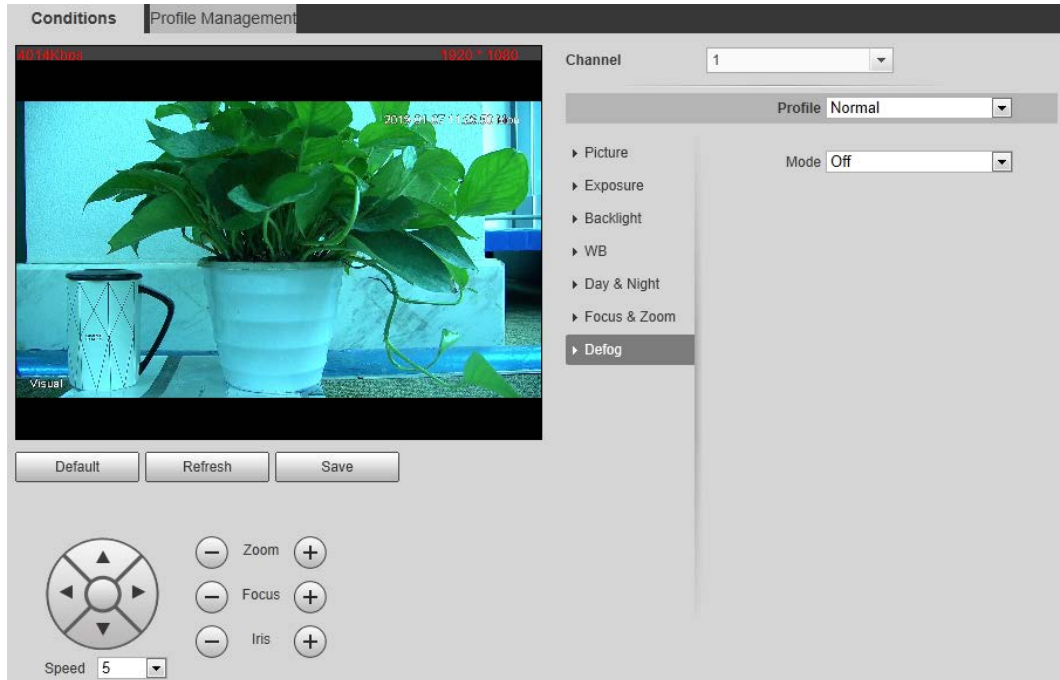 Conditions
Profile Management
4014Kbps
1920 * 1080
Visual
Default
Refresh
Save
Zoom
Focus
Iris
Speed 5
Channel 1
Profile Normal
Picture
Exposure
Backlight
WB
Day & Night
Focus & Zoom
Defog
Mode Off